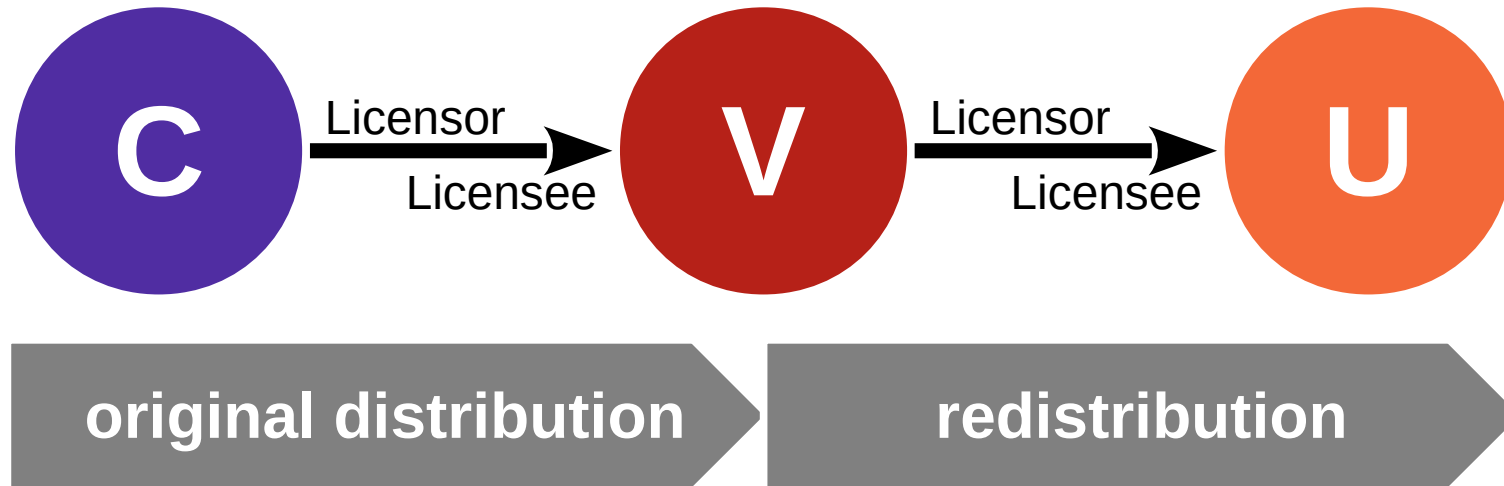 C
Licensor
Licensee
V
Licensor
Licensee
U
original distribution
redistribution